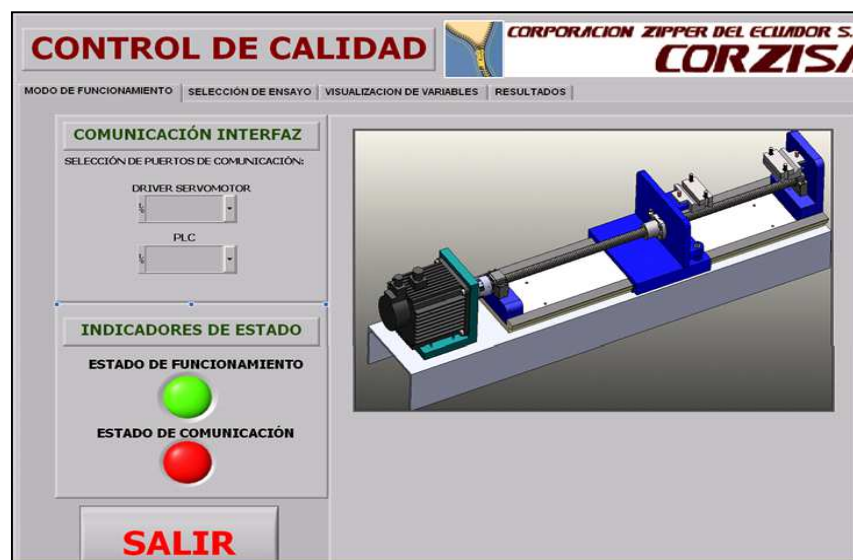 CONTROL DE CALIDAD
CORPORACION ZIPPER DEL ECUADOR S.
CORZISA
MODO DE FUNCIONAMIENTO
SELECCIÓN DE ENSAYO
VISUALIZACION DE VARIABLES
RESULTADOS
COMUNICACIÓN INTERFAZ
SELECCIÓN DE PUERTOS DE COMUNICACIÓN:
DRIVER SERVOMOTOR
PLC
INDICADORES DE ESTADO
ESTADO DE FUNCIONAMIENTO
ESTADO DE COMUNICACIÓN
SALIR